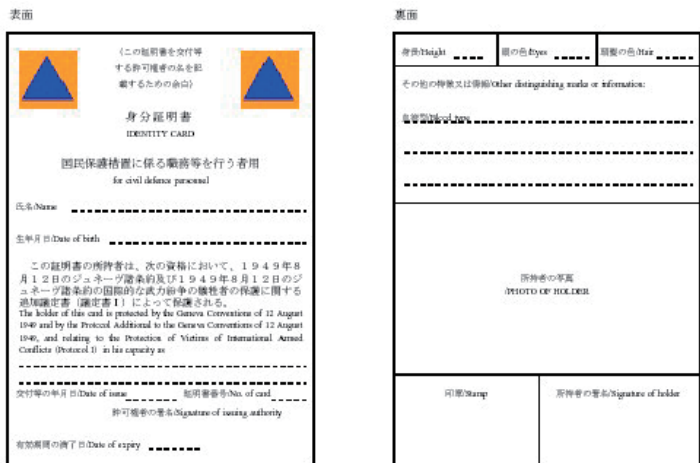 表面
(この証明書を交付等
する許可権者の名を記
載するための余白)
身分証明書
IDENTITY CARD
国民保護措置に係る職務等を行う者用
for civil defence personnel
氏名/Name
生年月日/Date of birth
この証明書の所持者は、次の資格において、1949年8
月12日のジュネーヴ諸条約及び1949年8月12日のジ
ュネーヴ諸条約の国際的な武力紛争の犠牲者の保護に関する
追加議定書(議定書I)によって保護される。
The holder of this card is protected by the Geneva Conventions of 12 August
1949 and by the Protocol Additional to the Geneva Conventions of 12 August
1949, and relating to the Protection of Victims of International Armed
Conflicts (Protocol I) in his capacity as
交付等の年月日/Date of issue 証明書番号/No. of card
許可権者の署名/Signature of issuing authority
有効期間の満了日/Date of expiry
裏面
身長/Height 眼の色/Eyes 頭髪の色/Hair
その他の特徴又は情報/Other distinguishing marks or information:
血液型/Blood type
所持者の写真
/PHOTO OF HOLDER
印章/Stamp 所持者の署名/Signature of holder